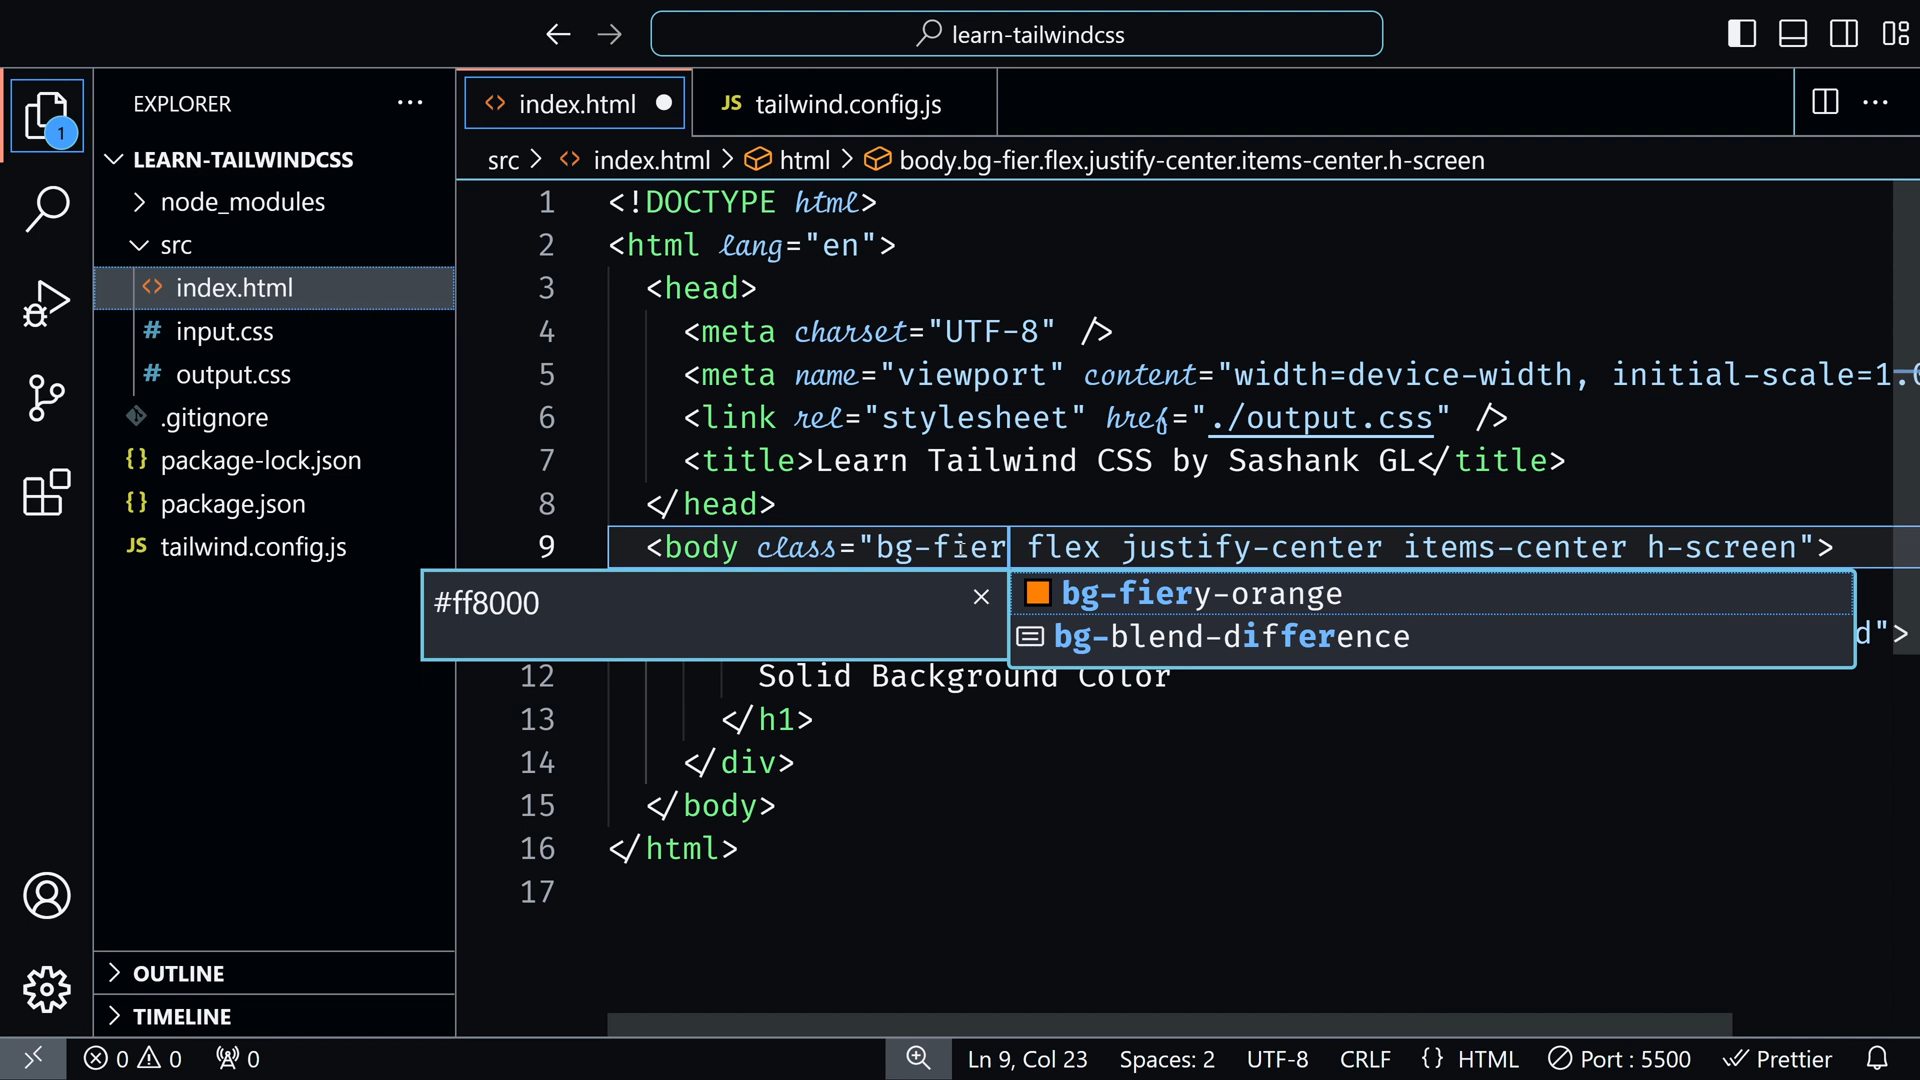 learn-tailwindcss
EXPLORER ···
index.html
JS tailwind.config.js
1
LEARN-TAILWINDCSS
src > index.html > html > body.bg-fier.flex.justify-center.items-center.h-screen
node_modules
src
index.html
# input.css
# output.css
.gitignore
{} package-lock.json
{} package.json
JS tailwind.config.js
1 <!DOCTYPE html>
2 <html lang="en">
3 <head>
4 <meta charset="UTF-8" />
5 <meta name="viewport" content="width=device-width, initial-scale=1.0
6 <link rel="stylesheet" href="./output.css" />
7 <title>Learn Tailwind CSS by Sashank GL</title>
8 </head>
9 <body class="bg-fier flex justify-center items-center h-screen">
#ff8000
bg-fiery-orange
bg-blend-difference
d">
12 Solid Background Color
13 </h1>
14 </div>
15 </body>
16 </html>
17
OUTLINE
TIMELINE
0 0 0 Ln 9, Col 23 Spaces: 2 UTF-8 CRLF {} HTML Port : 5500 Prettier